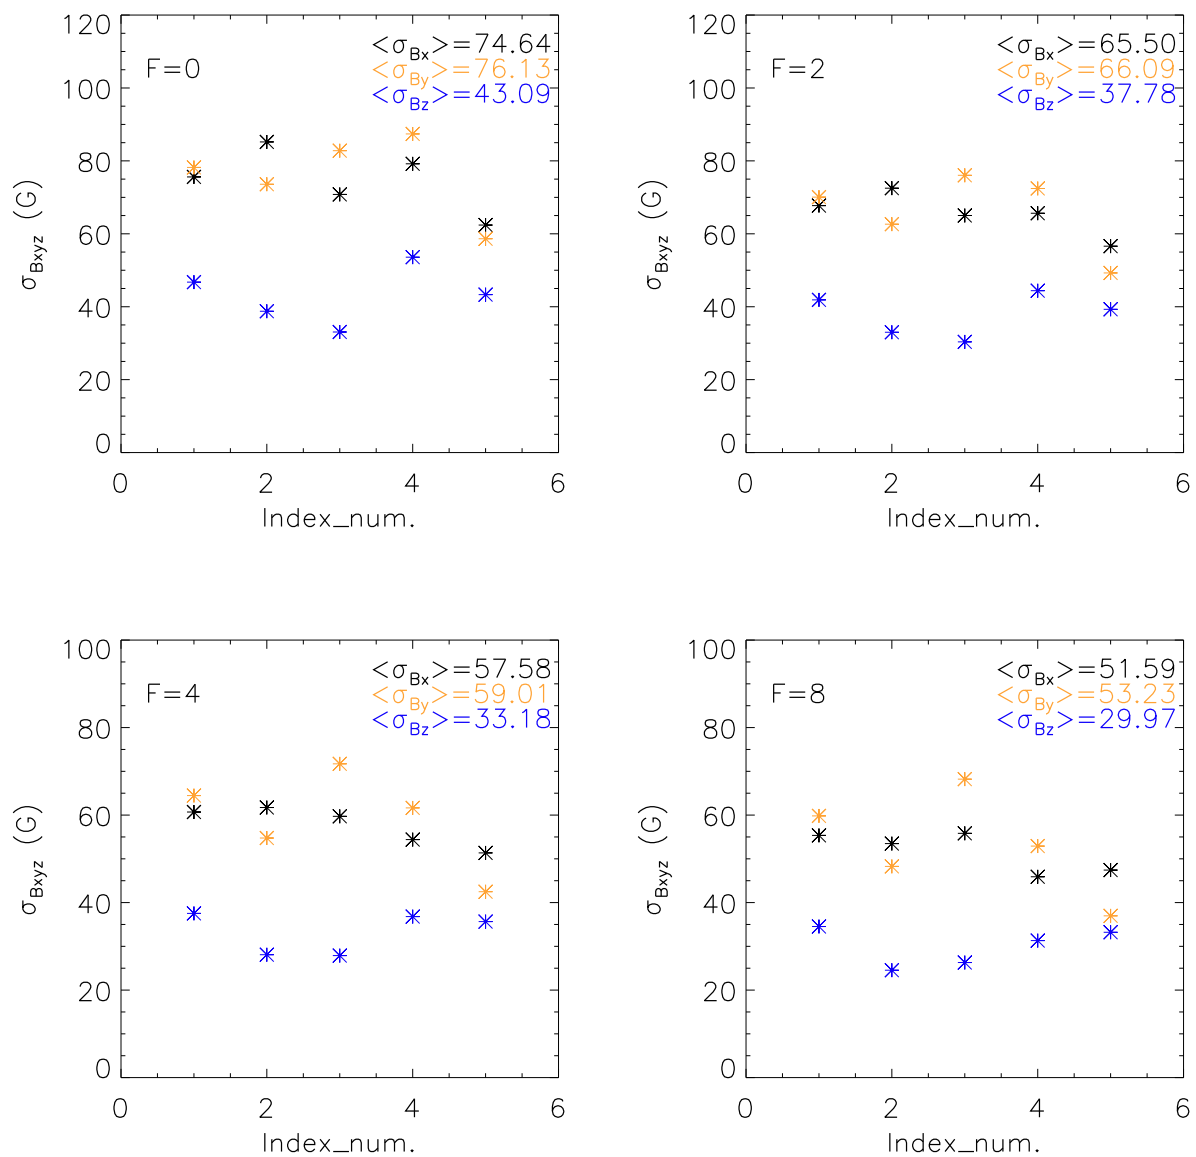 120
100
80
60
40
20
0
σBxyz (G)
F=0
<σBx>=74.64
<σBy>=76.13
<σBz>=43.09
0 2 4 6
Index_num.
120
100
80
60
40
20
0
σBxyz (G)
F=2
<σBx>=65.50
<σBy>=66.09
<σBz>=37.78
0 2 4 6
Index_num.
100
80
60
40
20
0
σBxyz (G)
F=4
<σBx>=57.58
<σBy>=59.01
<σBz>=33.18
0 2 4 6
Index_num.
100
80
60
40
20
0
σBxyz (G)
F=8
<σBx>=51.59
<σBy>=53.23
<σBz>=29.97
0 2 4 6
Index_num.